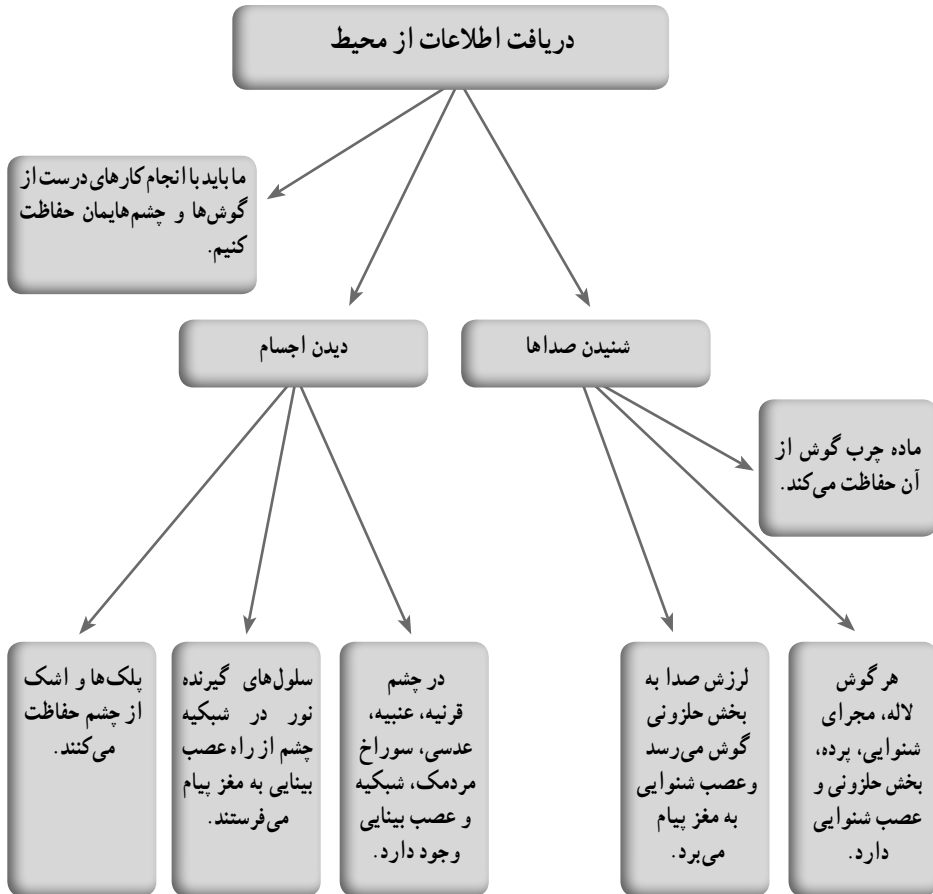 دریافت اطلاعات از محیط
ما باید با انجام کارهای درست از
گوش‌ها و چشم‌هایمان حفاظت
کنیم.
شنیدن صداها
دیدن اجسام
ماده چرب گوش از
آن حفاظت می‌کند.
هر گوش
لاله، مجرای
شنوایی، پرده،
بخش حلزونی و
عصب شنوایی
دارد.
لرزش صدا به
بخش حلزونی
گوش می‌رسد
وعصب شنوایی
به مغز پیام
می‌برد.
در چشم
قرنیه، عنبیه،
عدسی، سوراخ
مردمک، شبکیه
و عصب بینایی
وجود دارد.
سلول‌های گیرنده
نور در شبکیه
چشم از راه عصب
بینایی به مغز پیام
می‌فرستند.
پلک‌ها و اشک
از چشم حفاظت
می‌کنند.